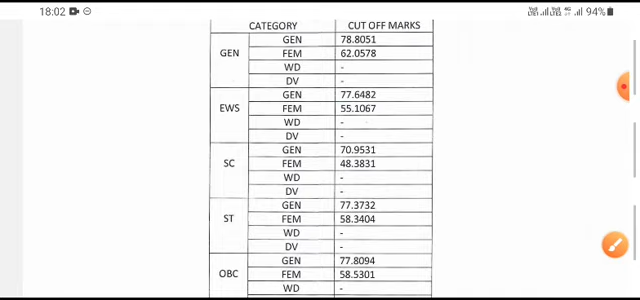 18:02 94%
CATEGORY CUT OFF MARKS
GEN GEN 78.8051
FEM 62.0578
WD -
DV -
EWS GEN 77.6482
FEM 55.1067
WD -
DV -
SC GEN 70.9531
FEM 48.3831
WD -
DV -
ST GEN 77.3732
FEM 58.3404
WD -
DV -
OBC GEN 77.8094
FEM 58.5301
WD -